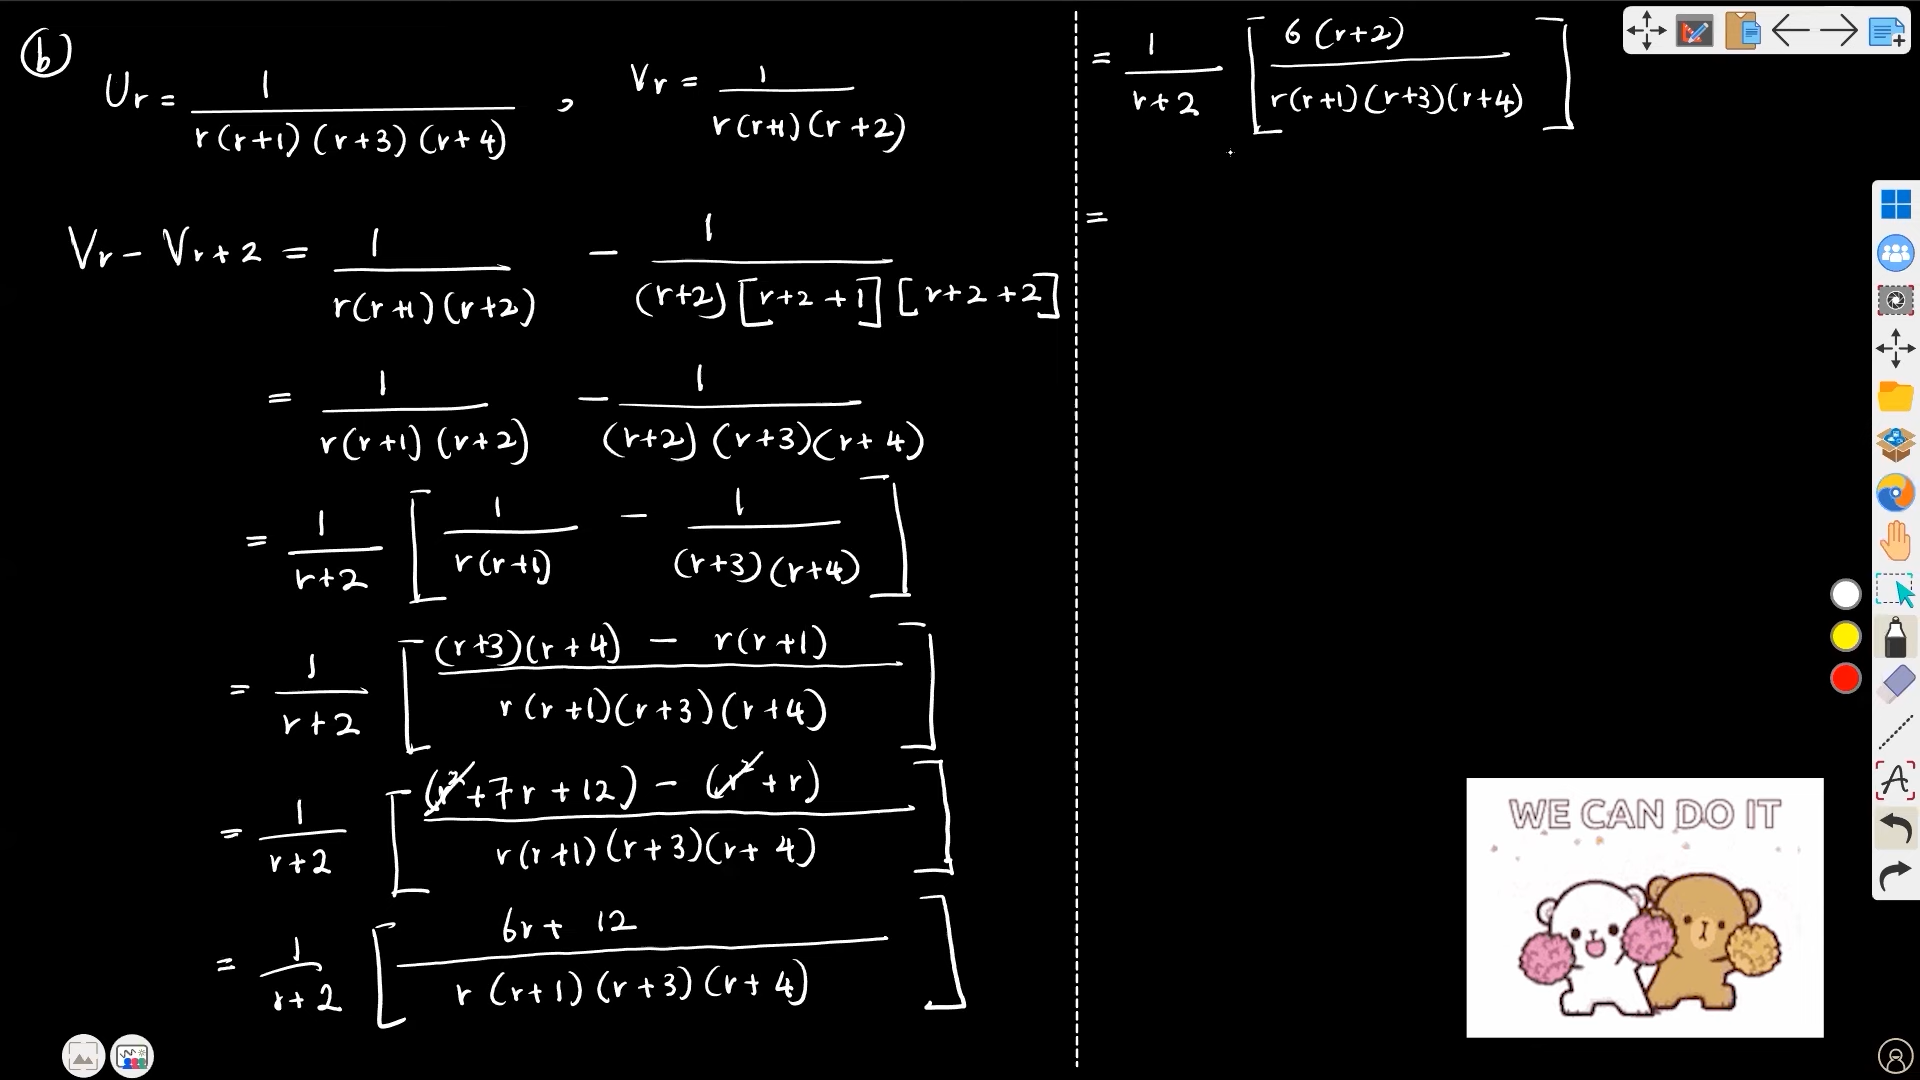 (b)
Ur = 1 / r(r+1)(r+3)(r+4) , Vr = 1 / r(r+1)(r+2)
Vr - Vr+2 = 1 / r(r+1)(r+2) - 1 / (r+2)[r+2+1][r+2+2]
= 1 / r(r+1)(r+2) - 1 / (r+2)(r+3)(r+4)
= 1 / r+2 [ 1 / r(r+1) - 1 / (r+3)(r+4) ]
= 1 / r+2 [ (r+3)(r+4) - r(r+1) / r(r+1)(r+3)(r+4) ]
= 1 / r+2 [ (r²+7r+12) - (r²+r) / r(r+1)(r+3)(r+4) ]
= 1 / r+2 [ 6r+12 / r(r+1)(r+3)(r+4) ]
= 1 / r+2 [ 6(r+2) / r(r+1)(r+3)(r+4) ]
=
WE CAN DO IT